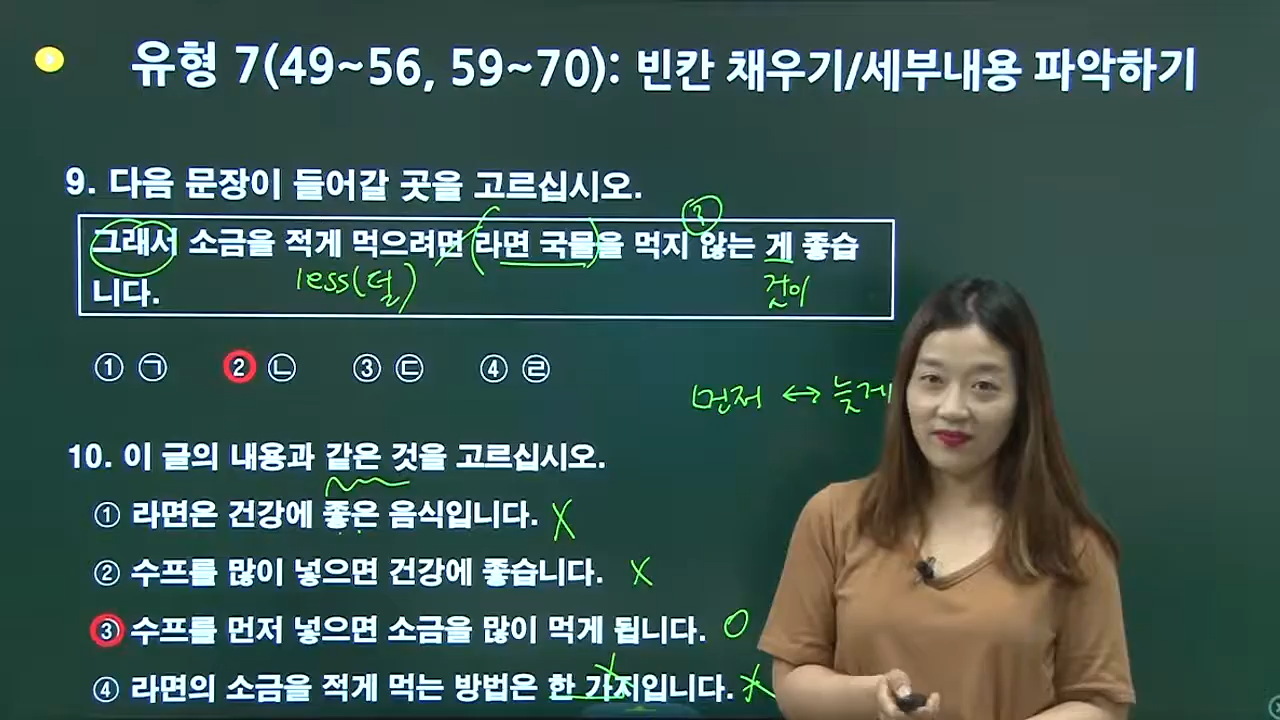 유형 7(49~56, 59~70): 빈칸 채우기/세부내용 파악하기
9. 다음 문장이 들어갈 곳을 고르십시오.
그래서 소금을 적게 먹으려면 라면 국물을 먹지 않는 게 좋습
니다.
less(덜)
것이
① ㉠ ② ㉡ ③ ㉢ ④ ㉣
먼저 ↔ 늦게
10. 이 글의 내용과 같은 것을 고르십시오.
① 라면은 건강에 좋은 음식입니다. X
② 수프를 많이 넣으면 건강에 좋습니다. X
③ 수프를 먼저 넣으면 소금을 많이 먹게 됩니다. O
④ 라면의 소금을 적게 먹는 방법은 한 가지입니다. X